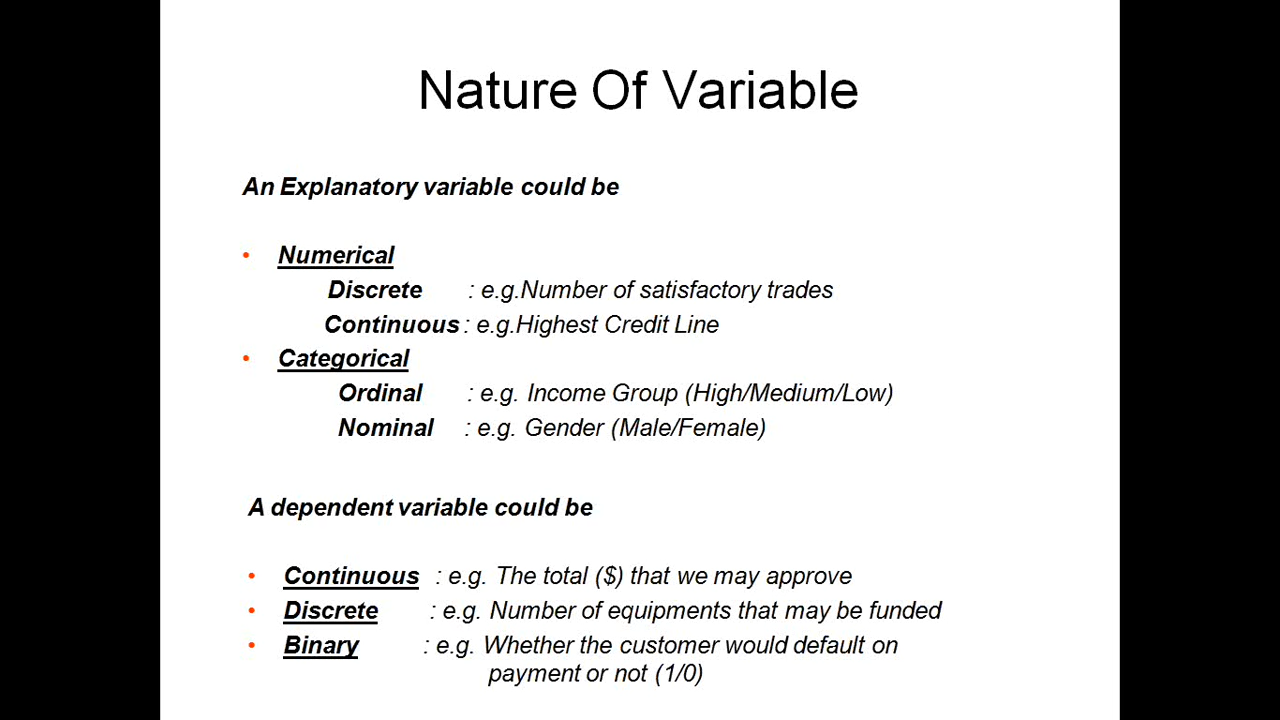 Nature Of Variable
An Explanatory variable could be
• Numerical
Discrete : e.g.Number of satisfactory trades
Continuous : e.g.Highest Credit Line
• Categorical
Ordinal : e.g. Income Group (High/Medium/Low)
Nominal : e.g. Gender (Male/Female)
A dependent variable could be
• Continuous : e.g. The total ($) that we may approve
• Discrete : e.g. Number of equipments that may be funded
• Binary : e.g. Whether the customer would default on
payment or not (1/0)